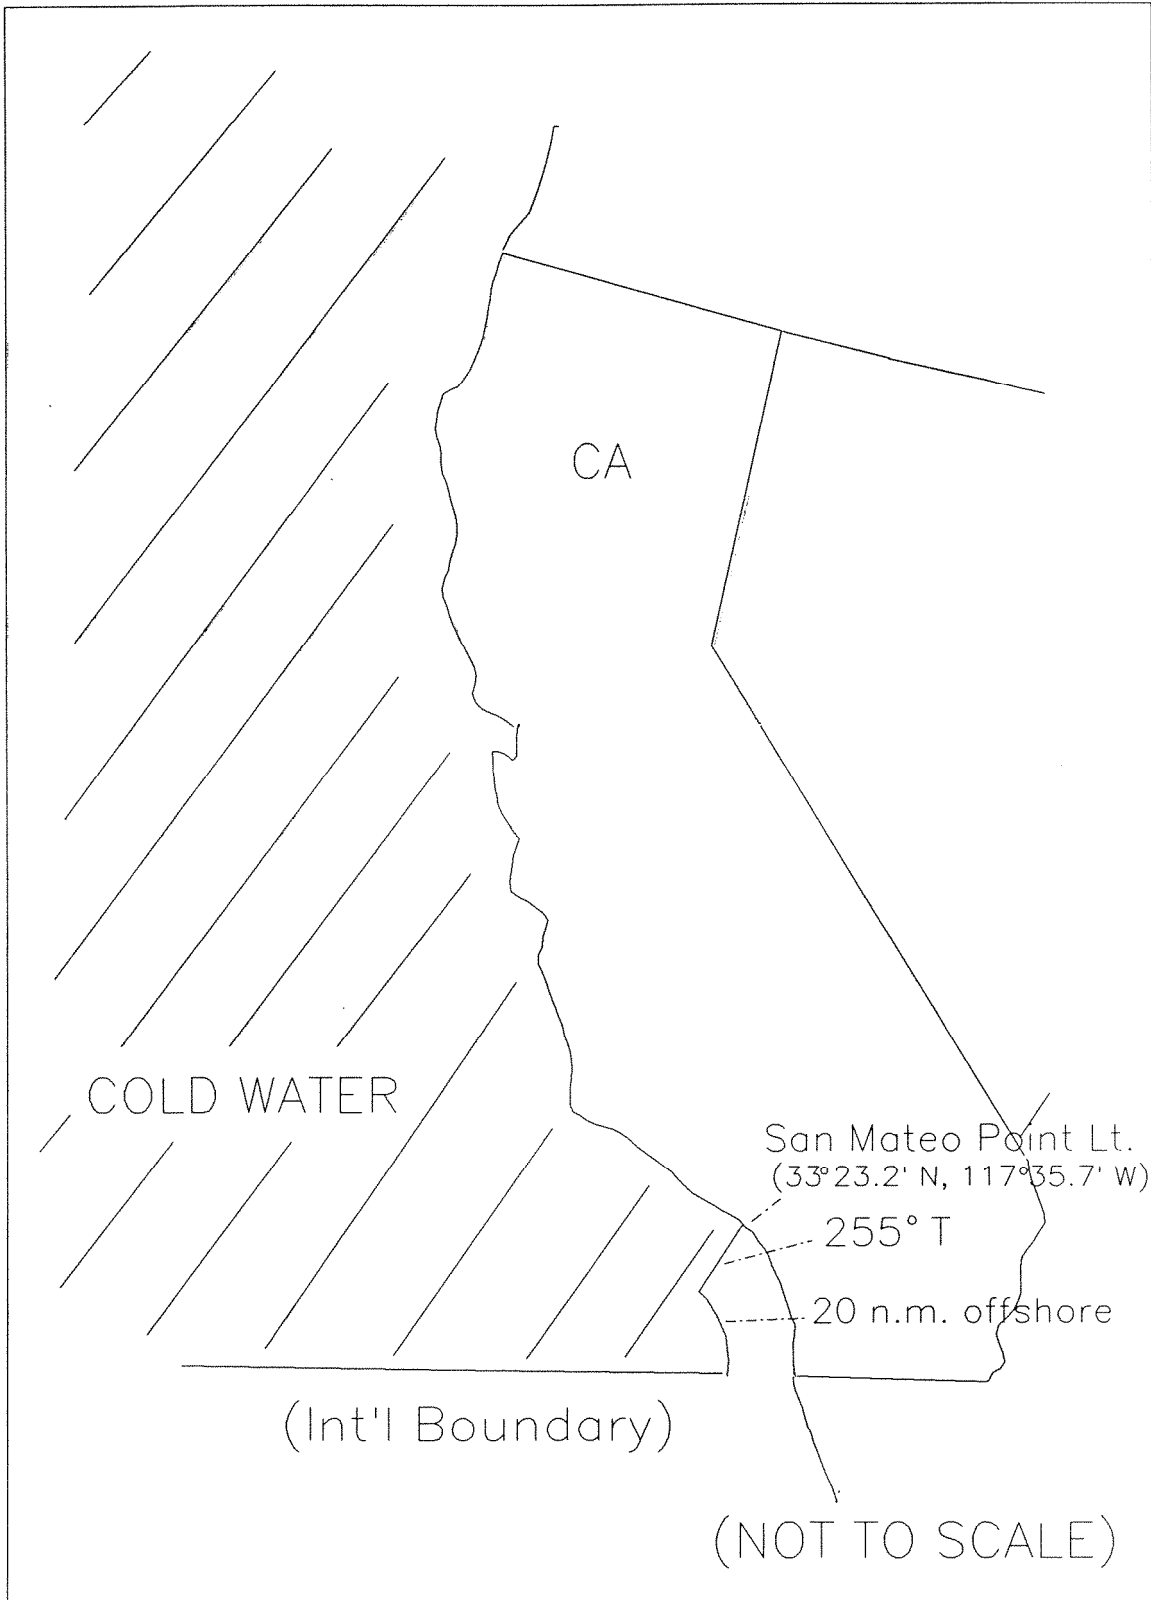 CA
COLD WATER
San Mateo Point Lt.
(33°23.2' N, 117°35.7' W)
255° T
20 n.m. offshore
(Int'l Boundary)
(NOT TO SCALE)